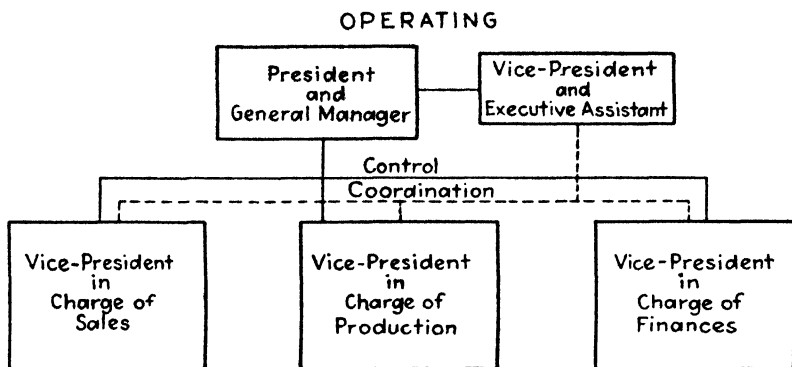 OPERATING
President
and
General Manager
Vice-President
and
Executive Assistant
Control
Coordination
Vice-President
in
Charge of
Sales
Vice-President
in
Charge of
Production
Vice-President
in
Charge of
Finances